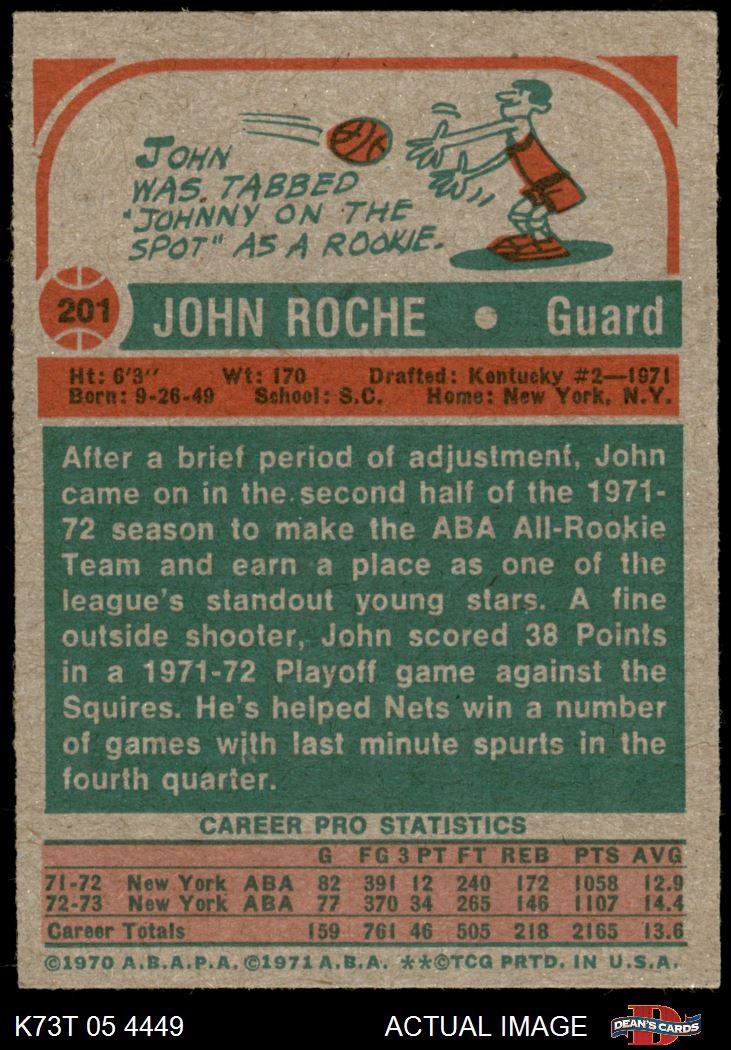 JOHN
WAS TABBED
"JOHNNY ON THE
SPOT" AS A ROOKIE.
201 JOHN ROCHE • Guard
Ht: 6'3" Wt: 170 Drafted: Kentucky #2—1971
Born: 9-26-49 School: S.C. Home: New York, N.Y.
After a brief period of adjustment, John
came on in the second half of the 1971-
72 season to make the ABA All-Rookie
Team and earn a place as one of the
league's standout young stars. A fine
outside shooter, John scored 38 Points
in a 1971-72 Playoff game against the
Squires. He's helped Nets win a number
of games with last minute spurts in the
fourth quarter.
CAREER PRO STATISTICS
G FG 3 PT FT REB PTS AVG
71-72 New York ABA 82 391 12 240 172 1058 12.9
72-73 New York ABA 77 370 34 265 146 1107 14.4
Career Totals 159 761 46 505 218 2165 13.6
©1970 A.B.A.P.A. ©1971 A.B.A. **©TCG PRTD. IN U.S.A.
K73T 05 4449 ACTUAL IMAGE DEAN'S CARDS